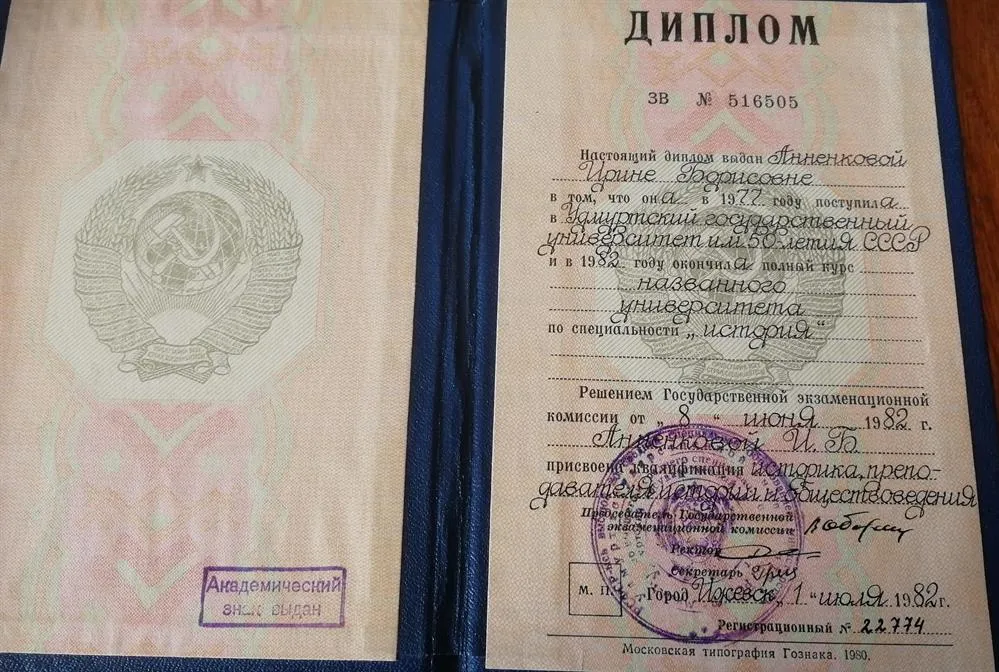 Академический
знак выдан
ДИПЛОМ
ЗВ № 516505
Настоящий диплом выдан Анненковой
Ирине Борисовне
в том, что она в 1977 году поступила
в Удмуртский государственный
университет им. 50-летия СССР
и в 1982 году окончила полный курс
названного
университета
по специальности „история“
Решением Государственной экзаменационной
комиссии от „8“ июня 1982 г.
Анненковой И. Б.
присвоена квалификация историка, препо-
давателя истории и обществоведения
Председатель Государственной
экзаменационной комиссии
Ректор
Секретарь
М. П. Город Ижевск, 1 “ июля 1982г.
Регистрационный № 22774
Московская типография Гознака. 1980.